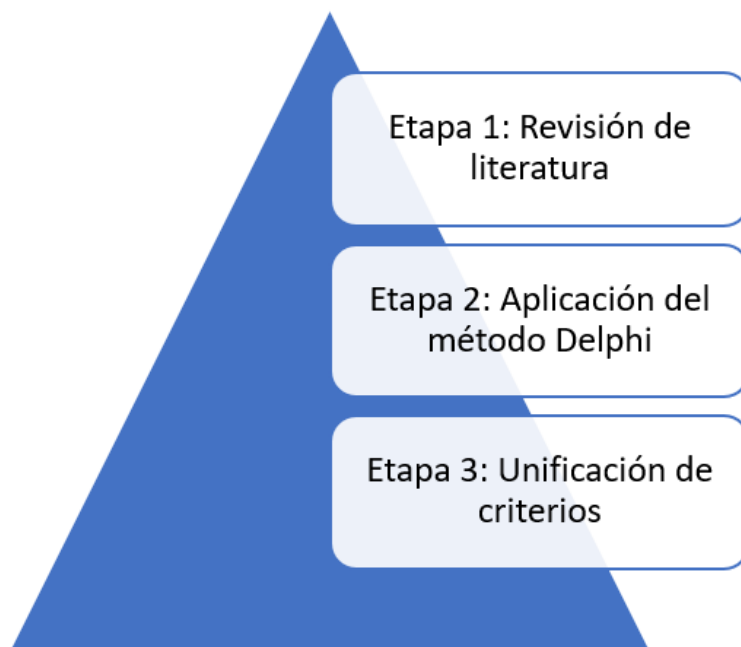 Etapa 1: Revisión de
literatura
Etapa 2: Aplicación del
método Delphi
Etapa 3: Unificación de
criterios